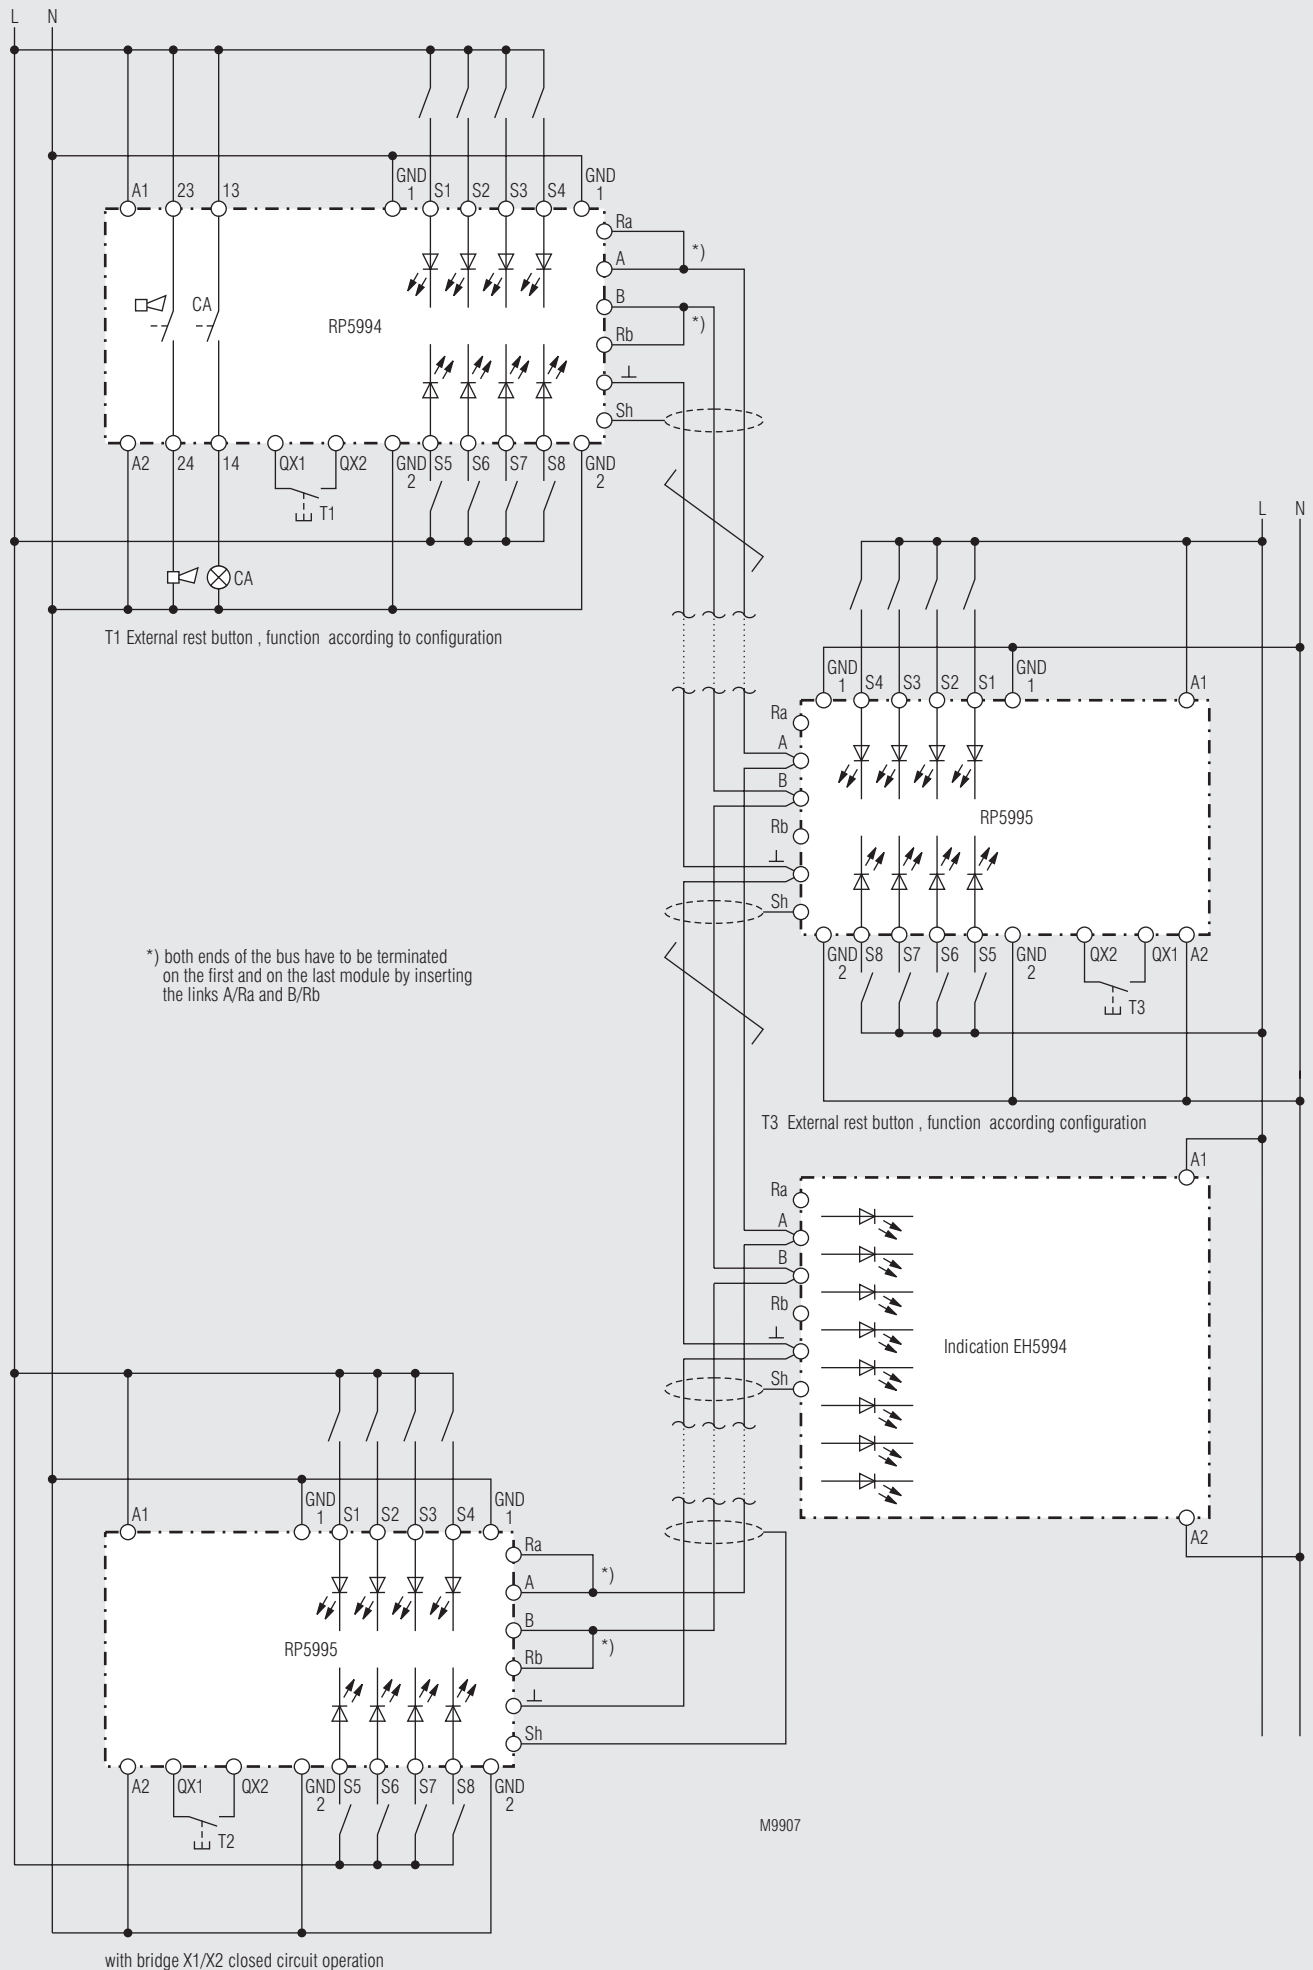 L N
A1 23 13 GND 1 S1 S2 S3 S4 GND 1
Ra
*)
A
B
*)
Rb
⊥
Sh
CA
RP5994
A2 24 14 QX1 QX2 GND 2 S5 S6 S7 S8 GND 2
T1
CA
T1 External rest button , function according to configuration
L N
GND 1 S4 S3 S2 S1 GND 1 A1
Ra
A
B
Rb
⊥
Sh
RP5995
GND 2 S8 S7 S6 S5 GND 2 QX2 QX1 A2
T3
*) both ends of the bus have to be terminated
on the first and on the last module by inserting
the links A/Ra and B/Rb
T3 External rest button , function according configuration
A1
Ra
A
B
Rb
⊥
Sh
Indication EH5994
A2
A1 GND 1 S1 S2 S3 S4 GND 1
Ra
*)
A
B
*)
Rb
⊥
Sh
RP5995
A2 QX1 QX2 GND 2 S5 S6 S7 S8 GND 2
T2
M9907
with bridge X1/X2 closed circuit operation